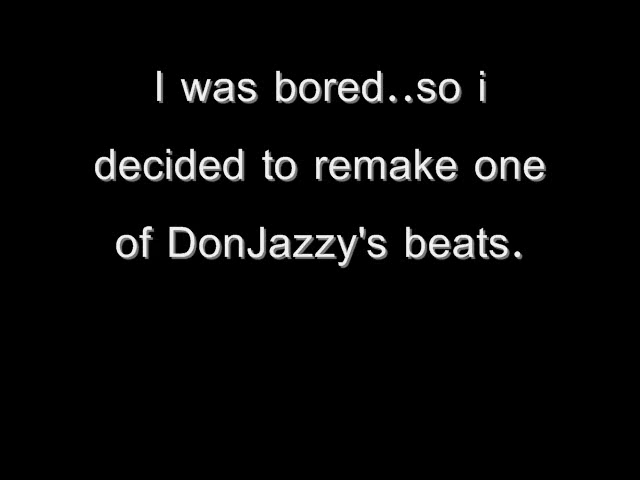 I was bored..so i
decided to remake one
of DonJazzy's beats.